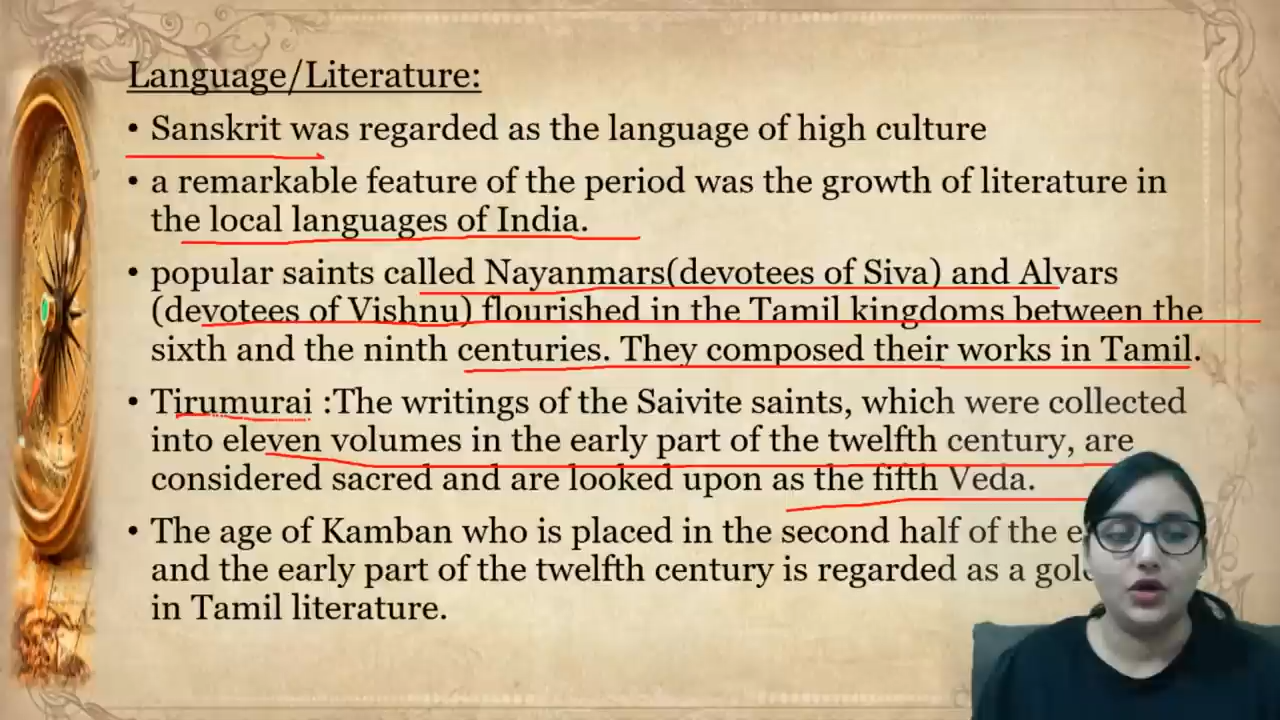 Language/Literature:
• Sanskrit was regarded as the language of high culture
• a remarkable feature of the period was the growth of literature in
the local languages of India.
• popular saints called Nayanmars(devotees of Siva) and Alvars
(devotees of Vishnu) flourished in the Tamil kingdoms between the
sixth and the ninth centuries. They composed their works in Tamil.
• Tirumurai :The writings of the Saivite saints, which were collected
into eleven volumes in the early part of the twelfth century, are
considered sacred and are looked upon as the fifth Veda.
• The age of Kamban who is placed in the second half of the
and the early part of the twelfth century is regarded as a
in Tamil literature.